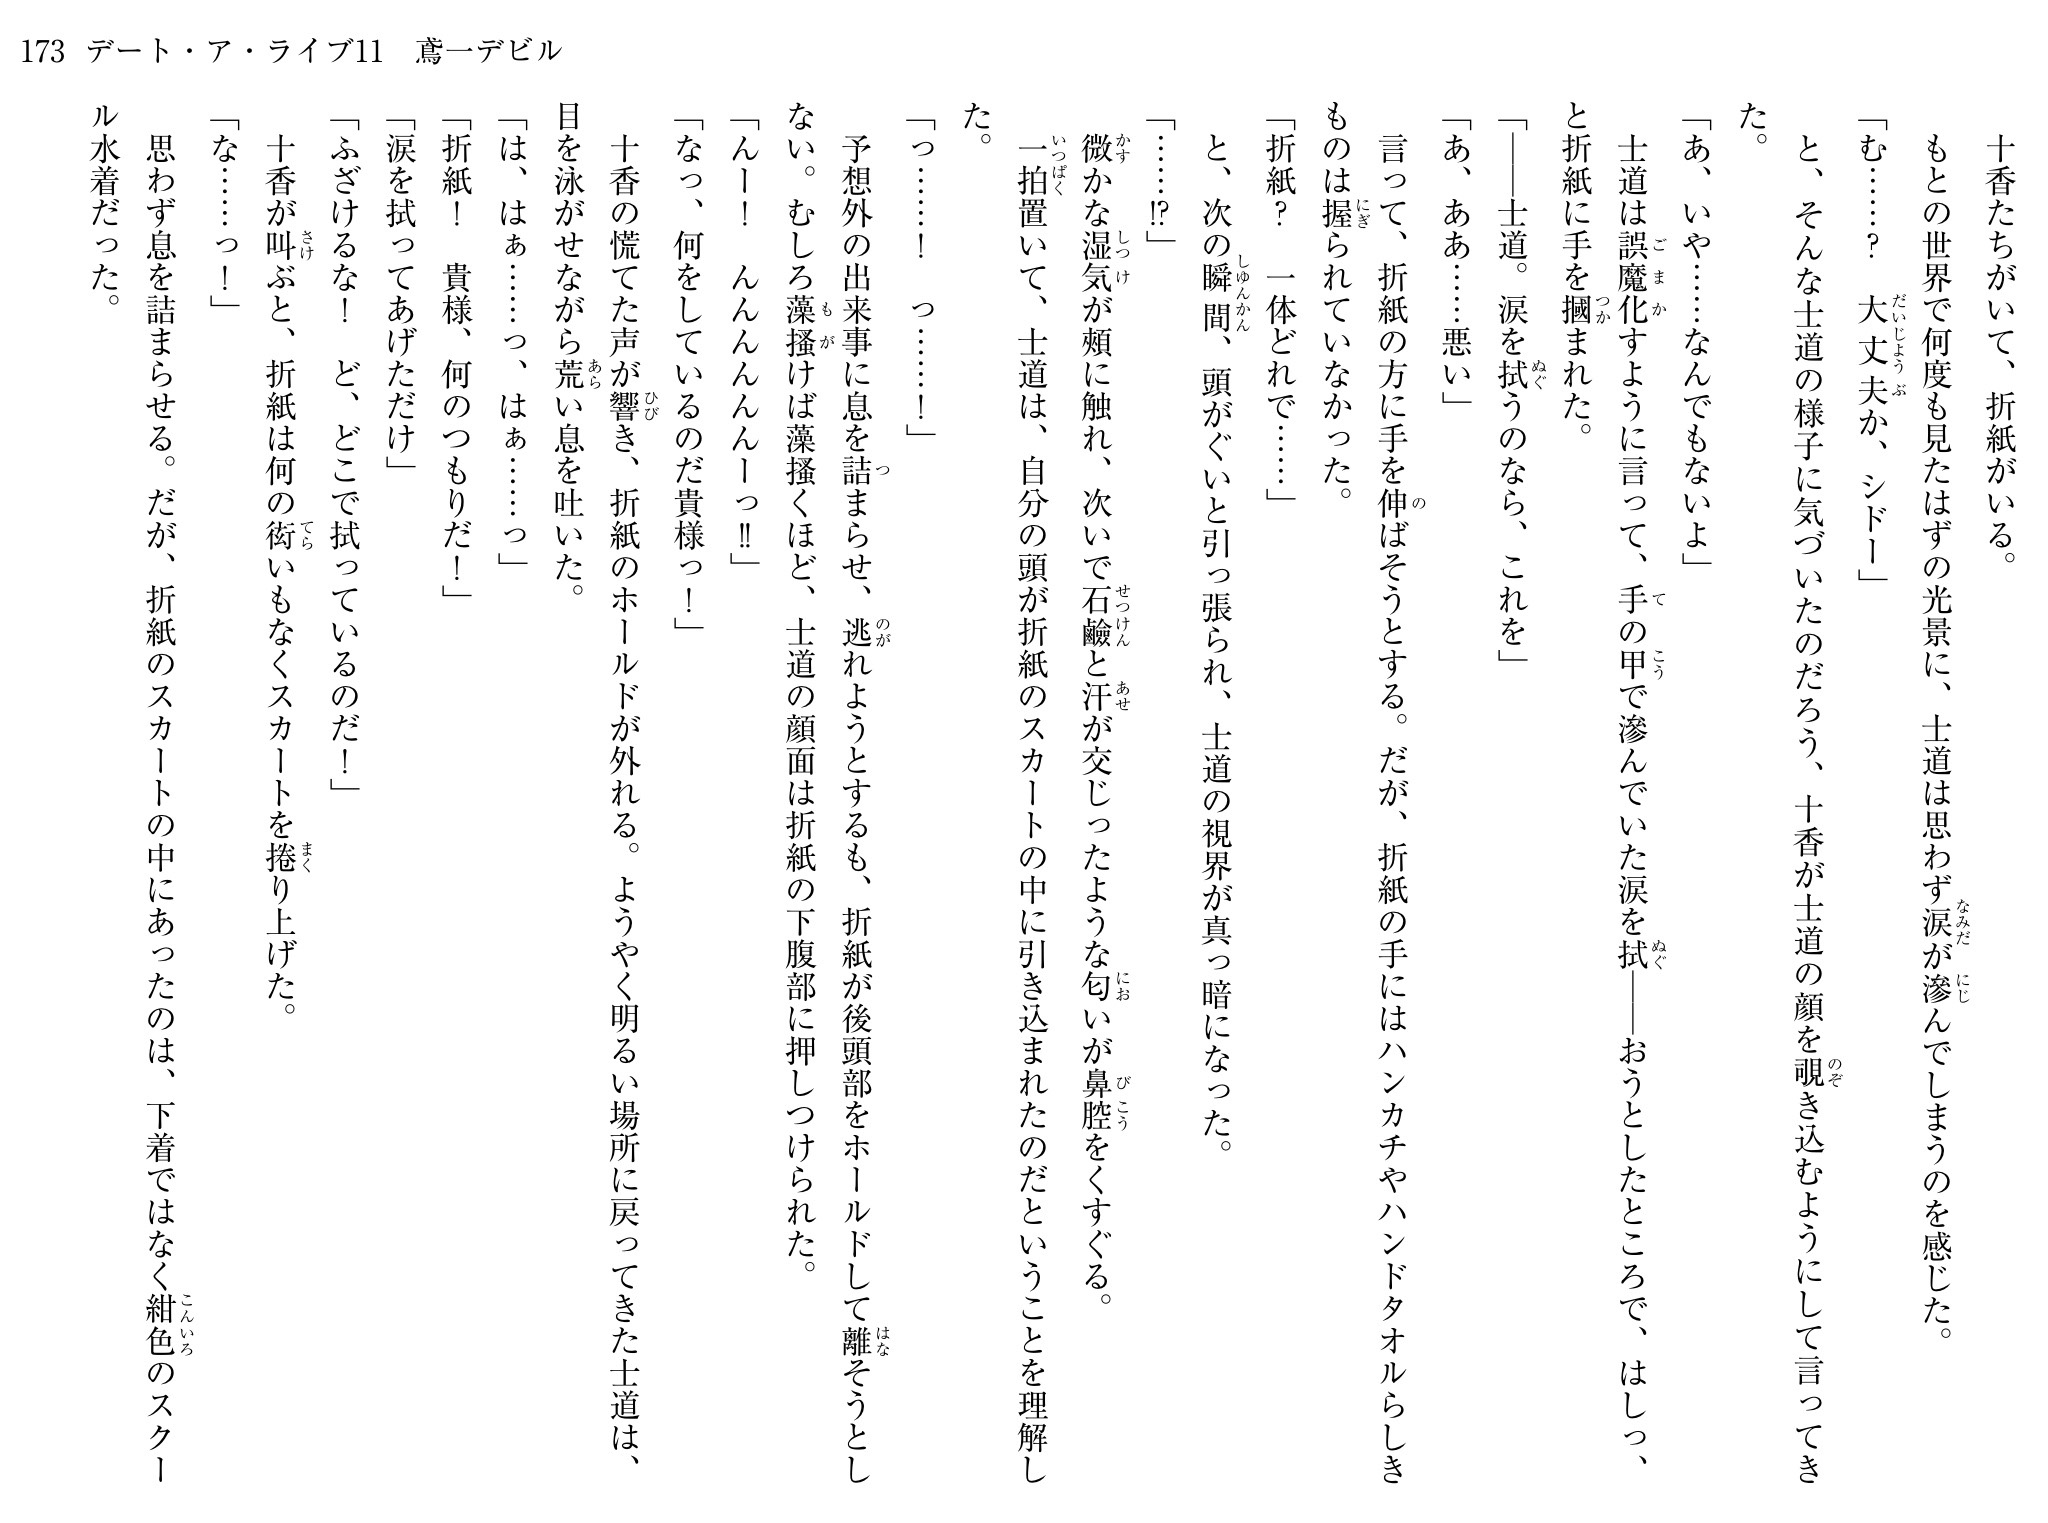 173 デート・ア・ライブ11　鳶一デビル
　十香たちがいて、折紙がいる。
　もとの世界で何度も見たはずの光景に、士道は思わず涙が滲んでしまうのを感じた。
「む……？　大丈夫か、シドー」
　と、そんな士道の様子に気づいたのだろう、十香が士道の顔を覗き込むようにして言ってき
た。
「あ、いや……なんでもないよ」
　士道は誤魔化すように言って、手の甲で滲んでいた涙を拭――おうとしたところで、はしっ、
と折紙に手を摑まれた。
「――士道。涙を拭うのなら、これを」
「あ、ああ……悪い」
　言って、折紙の方に手を伸ばそうとする。だが、折紙の手にはハンカチやハンドタオルらしき
ものは握られていなかった。
「折紙？　一体どれで……」
　と、次の瞬間、頭がぐいと引っ張られ、士道の視界が真っ暗になった。
「……!?」
　微かな湿気が頰に触れ、次いで石鹼と汗が交じったような匂いが鼻腔をくすぐる。
　一拍置いて、士道は、自分の頭が折紙のスカートの中に引き込まれたのだということを理解し
た。
「っ……！　っ……！」
　予想外の出来事に息を詰まらせ、逃れようとするも、折紙が後頭部をホールドして離そうとし
ない。むしろ藻搔けば藻搔くほど、士道の顔面は折紙の下腹部に押しつけられた。
「んー！　んんんんんーっ!!」
「なっ、何をしているのだ貴様っ！」
　十香の慌てた声が響き、折紙のホールドが外れる。ようやく明るい場所に戻ってきた士道は、
目を泳がせながら荒い息を吐いた。
「は、はぁ……っ、はぁ……っ」
「折紙！　貴様、何のつもりだ！」
「涙を拭ってあげただけ」
「ふざけるな！　ど、どこで拭っているのだ！」
　十香が叫ぶと、折紙は何の衒いもなくスカートを捲り上げた。
「な……っ！」
　思わず息を詰まらせる。だが、折紙のスカートの中にあったのは、下着ではなく紺色のスクー
ル水着だった。